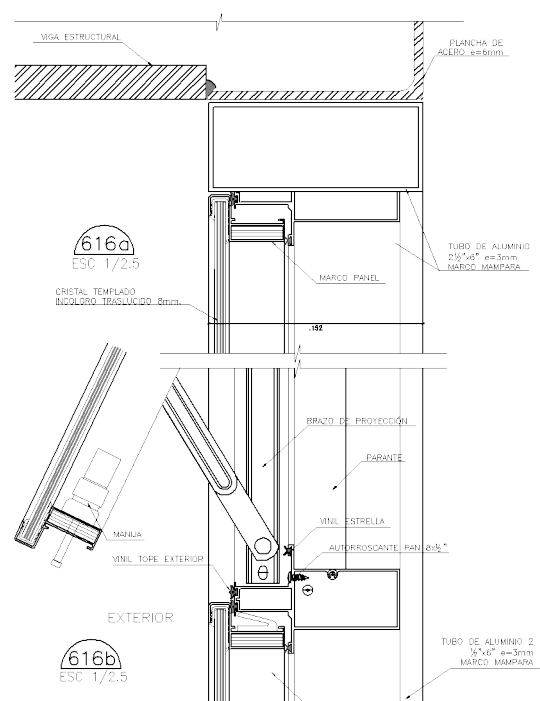 VIGA ESTRUCTURAL
PLANCHA DE
ACERO e=6mm
616a
ESC 1/2.5
TUBO DE ALUMINIO
2½"x6" e=3mm
MARCO MAMPARA
MARCO PANEL
CRISTAL TEMPLADO
INCOLORO TRASLUCIDO 8mm.
.152
BRAZO DE PROYECCIÓN
PARANTE
VINIL ESTRELLA
MANIJA
AUTORROSCANTE PAN 8x½"
VINIL TOPE EXTERIOR
EXTERIOR
616b
ESC 1/2.5
TUBO DE ALUMINIO 2
½"x6" e=3mm
MARCO MAMPARA